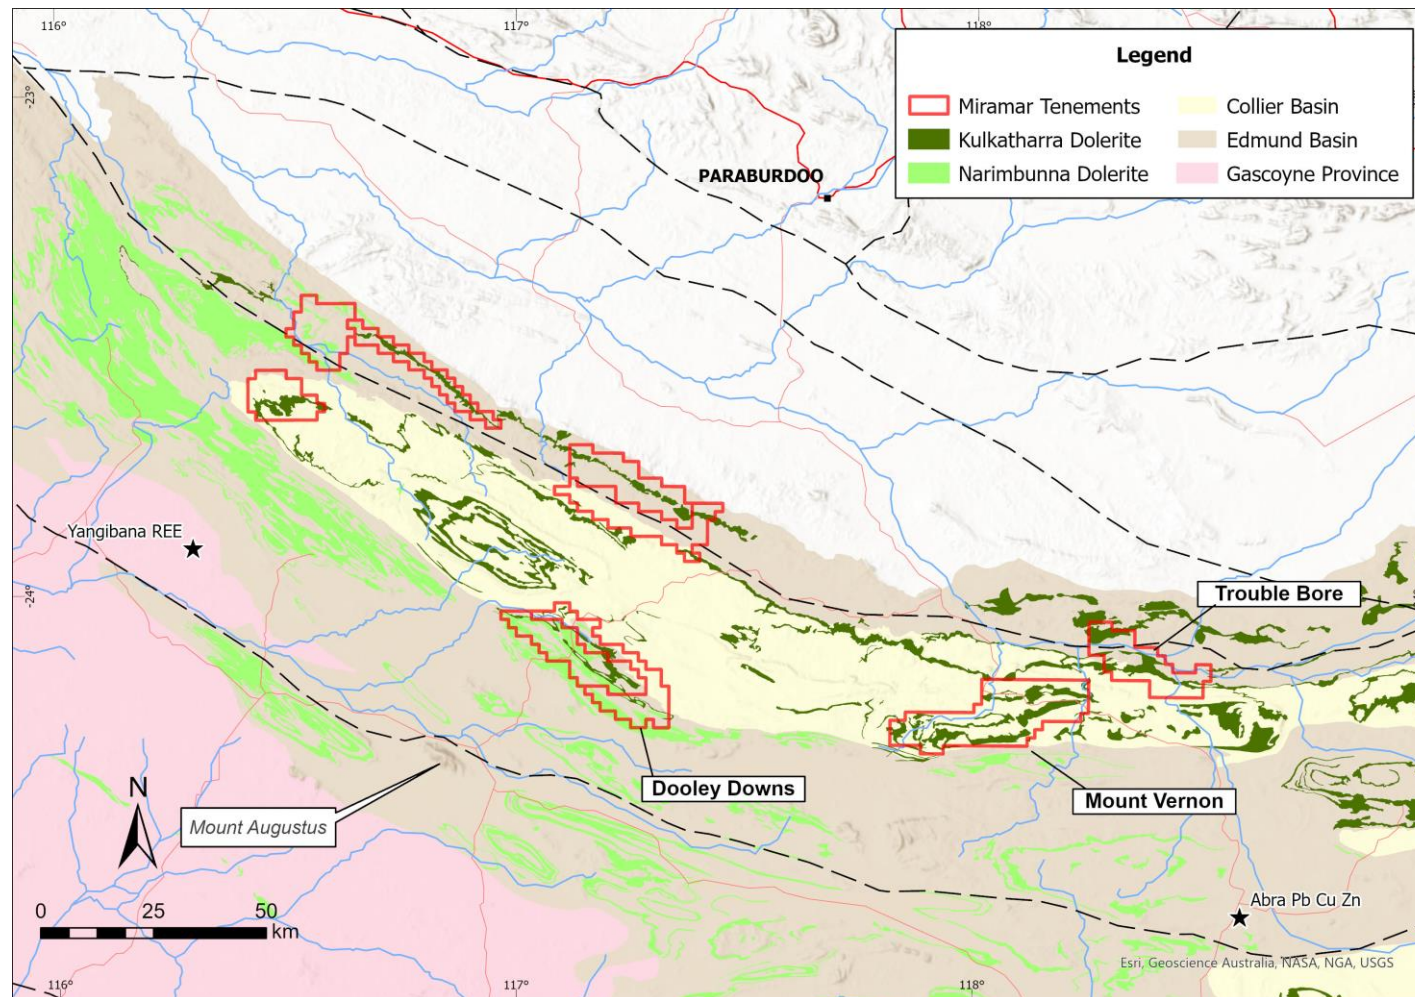 116°
117°
118°
Legend
Miramar Tenements
Collier Basin
Kulkatharra Dolerite
Edmund Basin
Narimbunna Dolerite
Gascoyne Province
-23°
PARABURDOO
Yangibana REE
-24°
Trouble Bore
Dooley Downs
Mount Vernon
Mount Augustus
N
0 25 50
km
Abra Pb Cu Zn
Esri, Geoscience Australia, NASA, NGA, USGS
116°
117°
118°